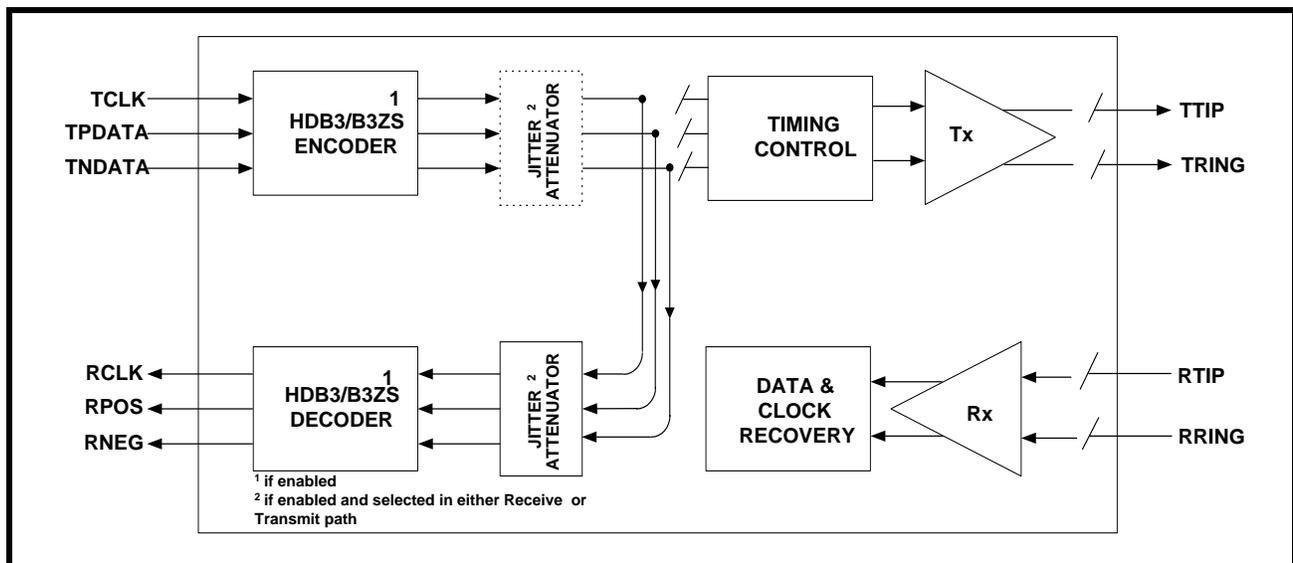 TCLK
TPDATA
TNDATA
1
HDB3/B3ZS
ENCODER
JITTER 2
ATTENUATOR
TIMING
CONTROL
Tx
TTIP
TRING
RCLK
RPOS
RNEG
1
HDB3/B3ZS
DECODER
JITTER 2
ATTENUATOR
DATA &
CLOCK
RECOVERY
Rx
RTIP
RRING
1 if enabled
2 if enabled and selected in either Receive or
Transmit path